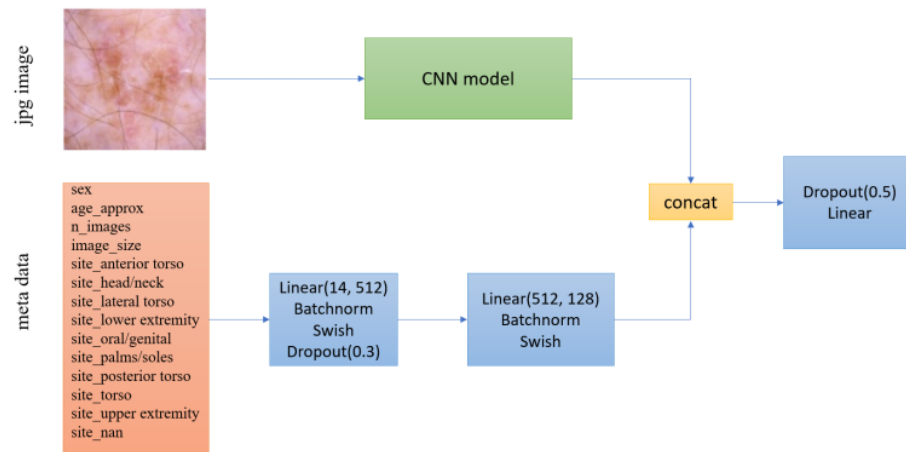 jpg image
CNN model
concat
Dropout(0.5)
Linear
meta data
sex
age_approx
n_images
image_size
site_anterior torso
site_head/neck
site_lateral torso
site_lower extremity
site_oral/genital
site_palms/soles
site_posterior torso
site_torso
site_upper extremity
site_nan
Linear(14, 512)
Batchnorm
Swish
Dropout(0.3)
Linear(512, 128)
Batchnorm
Swish